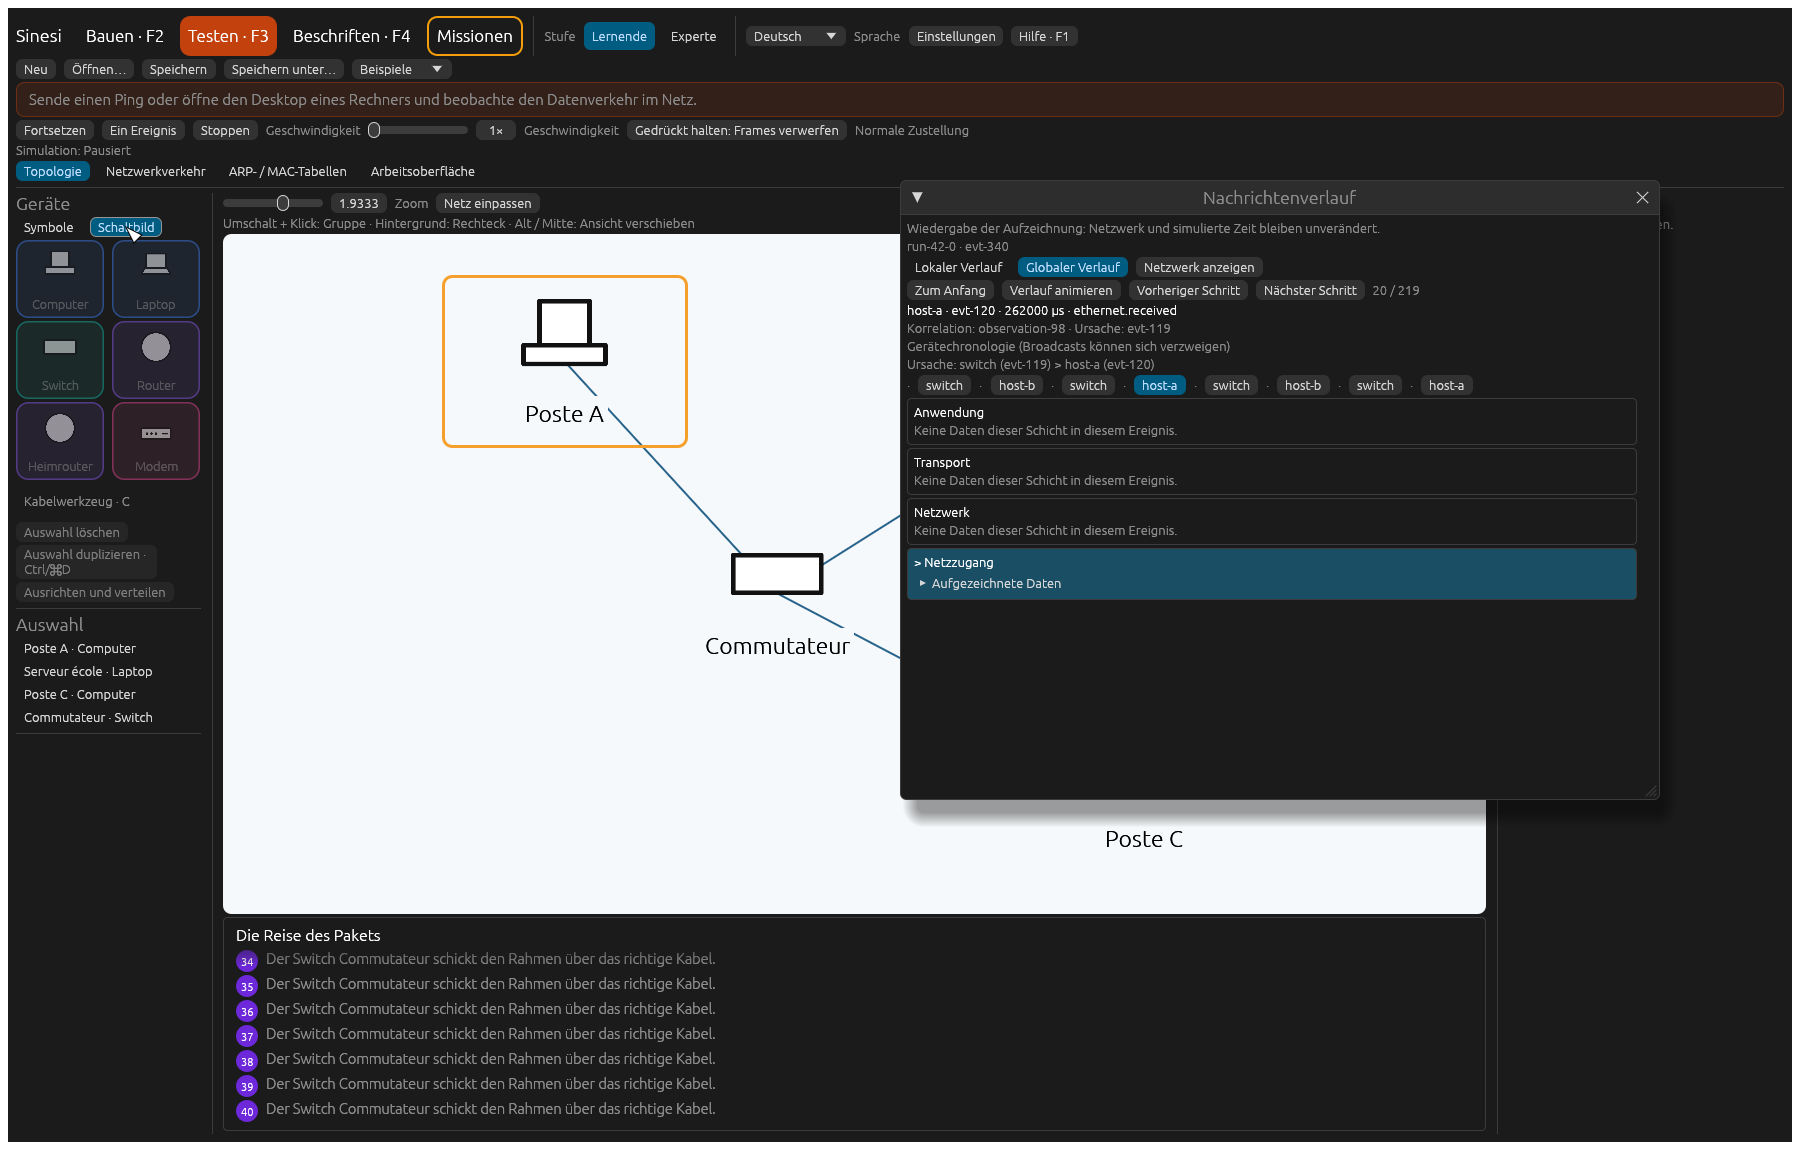 Sinesi Bauen · F2 Testen · F3 Beschriften · F4 Missionen Stufe Lernende Experte Deutsch Sprache Einstellungen Hilfe · F1
Neu Öffnen… Speichern Speichern unter… Beispiele
Sende einen Ping oder öffne den Desktop eines Rechners und beobachte den Datenverkehr im Netz.
Fortsetzen Ein Ereignis Stoppen Geschwindigkeit 1× Geschwindigkeit Gedrückt halten: Frames verwerfen Normale Zustellung
Simulation: Pausiert
Topologie Netzwerkverkehr ARP- / MAC-Tabellen Arbeitsoberfläche
Geräte
Symbole Schaltbild
Computer Laptop
Switch Router
Heimrouter Modem
Kabelwerkzeug · C
Auswahl löschen
Auswahl duplizieren ·
Ctrl/⌘D
Ausrichten und verteilen
Auswahl
Poste A · Computer
Serveur école · Laptop
Poste C · Computer
Commutateur · Switch
1.9333 Zoom Netz einpassen
Umschalt + Klick: Gruppe · Hintergrund: Rechteck · Alt / Mitte: Ansicht verschieben
Poste A
Commutateur
Poste C
Nachrichtenverlauf
Wiedergabe der Aufzeichnung: Netzwerk und simulierte Zeit bleiben unverändert.
run-42-0 · evt-340
Lokaler Verlauf Globaler Verlauf Netzwerk anzeigen
Zum Anfang Verlauf animieren Vorheriger Schritt Nächster Schritt 20 / 219
host-a · evt-120 · 262000 µs · ethernet.received
Korrelation: observation-98 · Ursache: evt-119
Gerätechronologie (Broadcasts können sich verzweigen)
Ursache: switch (evt-119) > host-a (evt-120)
· switch · host-b · switch · host-a · switch · host-b · switch · host-a
Anwendung
Keine Daten dieser Schicht in diesem Ereignis.
Transport
Keine Daten dieser Schicht in diesem Ereignis.
Netzwerk
Keine Daten dieser Schicht in diesem Ereignis.
> Netzzugang
Aufgezeichnete Daten
en.
Die Reise des Pakets
34 Der Switch Commutateur schickt den Rahmen über das richtige Kabel.
35 Der Switch Commutateur schickt den Rahmen über das richtige Kabel.
36 Der Switch Commutateur schickt den Rahmen über das richtige Kabel.
37 Der Switch Commutateur schickt den Rahmen über das richtige Kabel.
38 Der Switch Commutateur schickt den Rahmen über das richtige Kabel.
39 Der Switch Commutateur schickt den Rahmen über das richtige Kabel.
40 Der Switch Commutateur schickt den Rahmen über das richtige Kabel.